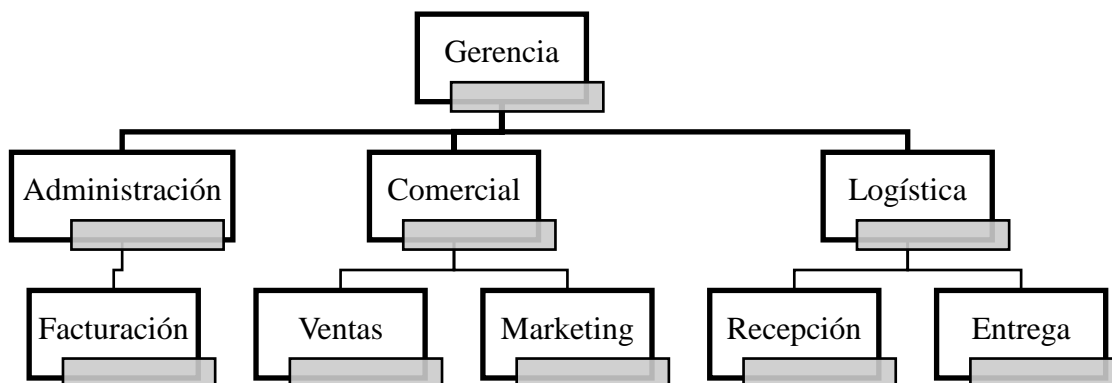 Gerencia
Administración
Comercial
Logística
Facturación
Ventas
Marketing
Recepción
Entrega